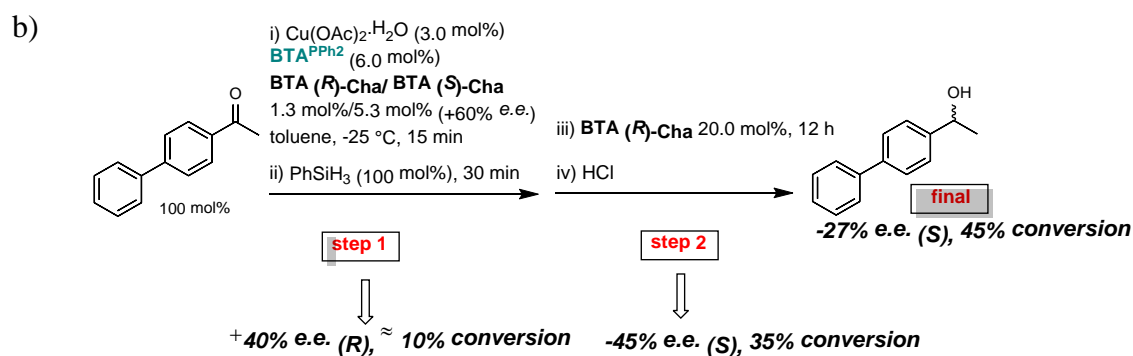 b)
i) Cu(OAc)₂·H₂O (3.0 mol%)
BTA^PPh2 (6.0 mol%)
BTA (R)-Cha/ BTA (S)-Cha
1.3 mol%/5.3 mol% (+60% e.e.)
toluene, -25 °C, 15 min
ii) PhSiH₃ (100 mol%), 30 min
iii) BTA (R)-Cha 20.0 mol%, 12 h
iv) HCl
O
100 mol%
OH
final
-27% e.e. (S), 45% conversion
step 1
step 2
+40% e.e. (R), ≈ 10% conversion
-45% e.e. (S), 35% conversion